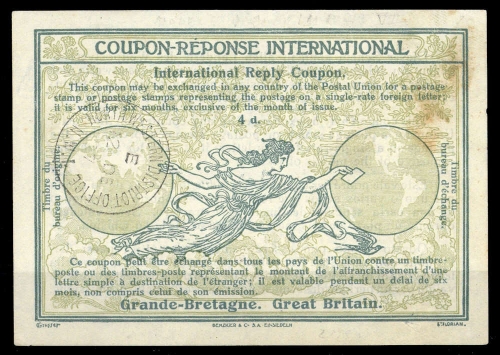 COUPON-RÉPONSE INTERNATIONAL
International Reply Coupon.
This coupon may be exchanged in any country of the Postal Union for a postage
stamp or postage stamps representing the postage on a single-rate foreign letter;
it is valid for six months, exclusive of the month of issue.
4 d.
Timbre du
bureau d'origine.
NORTH WESTERN DISTRICT OFFICE
E
Timbre du
bureau d'échange.
Ce coupon peut être échangé dans tous les pays de l'Union contre un timbre-
poste ou des timbres-poste représentant le montant de l'affranchissement d'une
lettre simple à destination de l'étranger; il est valable pendant un délai de six
mois, non compris celui de son émission.
Grande-Bretagne. Great Britain.
BENZIGER & Co S.A. EINSIEDELN